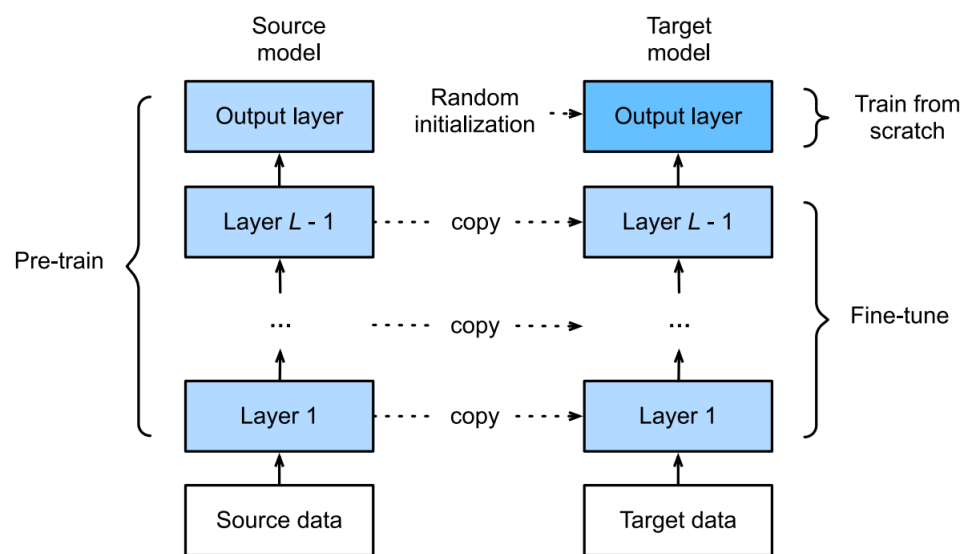 Source
model
Target
model
Output layer
Random
initialization
Output layer
Train from
scratch
Layer L - 1
copy
Layer L - 1
Pre-train
...
copy
...
Fine-tune
Layer 1
copy
Layer 1
Source data
Target data